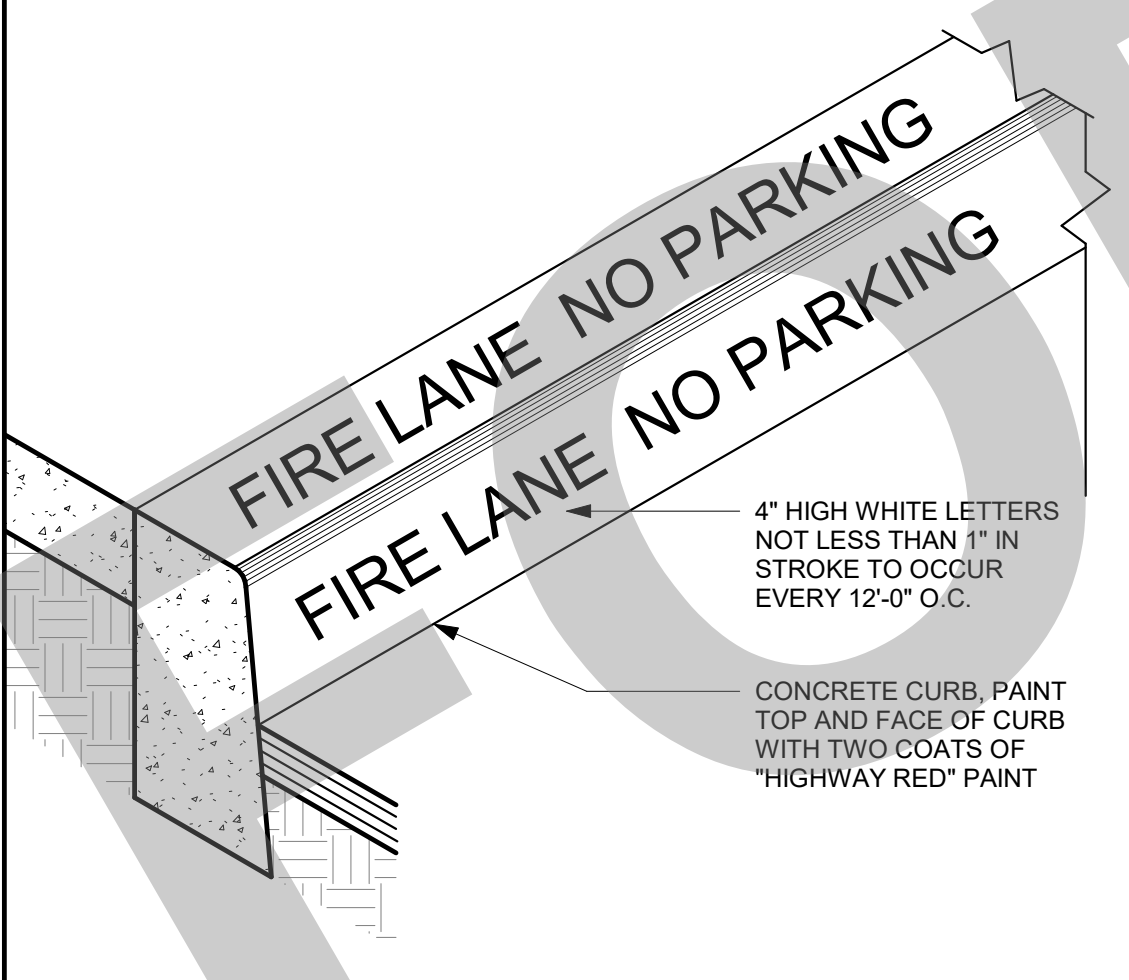 FIRE LANE NO PARKING
FIRE LANE NO PARKING
4" HIGH WHITE LETTERS
NOT LESS THAN 1" IN
STROKE TO OCCUR
EVERY 12'-0" O.C.
CONCRETE CURB, PAINT
TOP AND FACE OF CURB
WITH TWO COATS OF
"HIGHWAY RED" PAINT